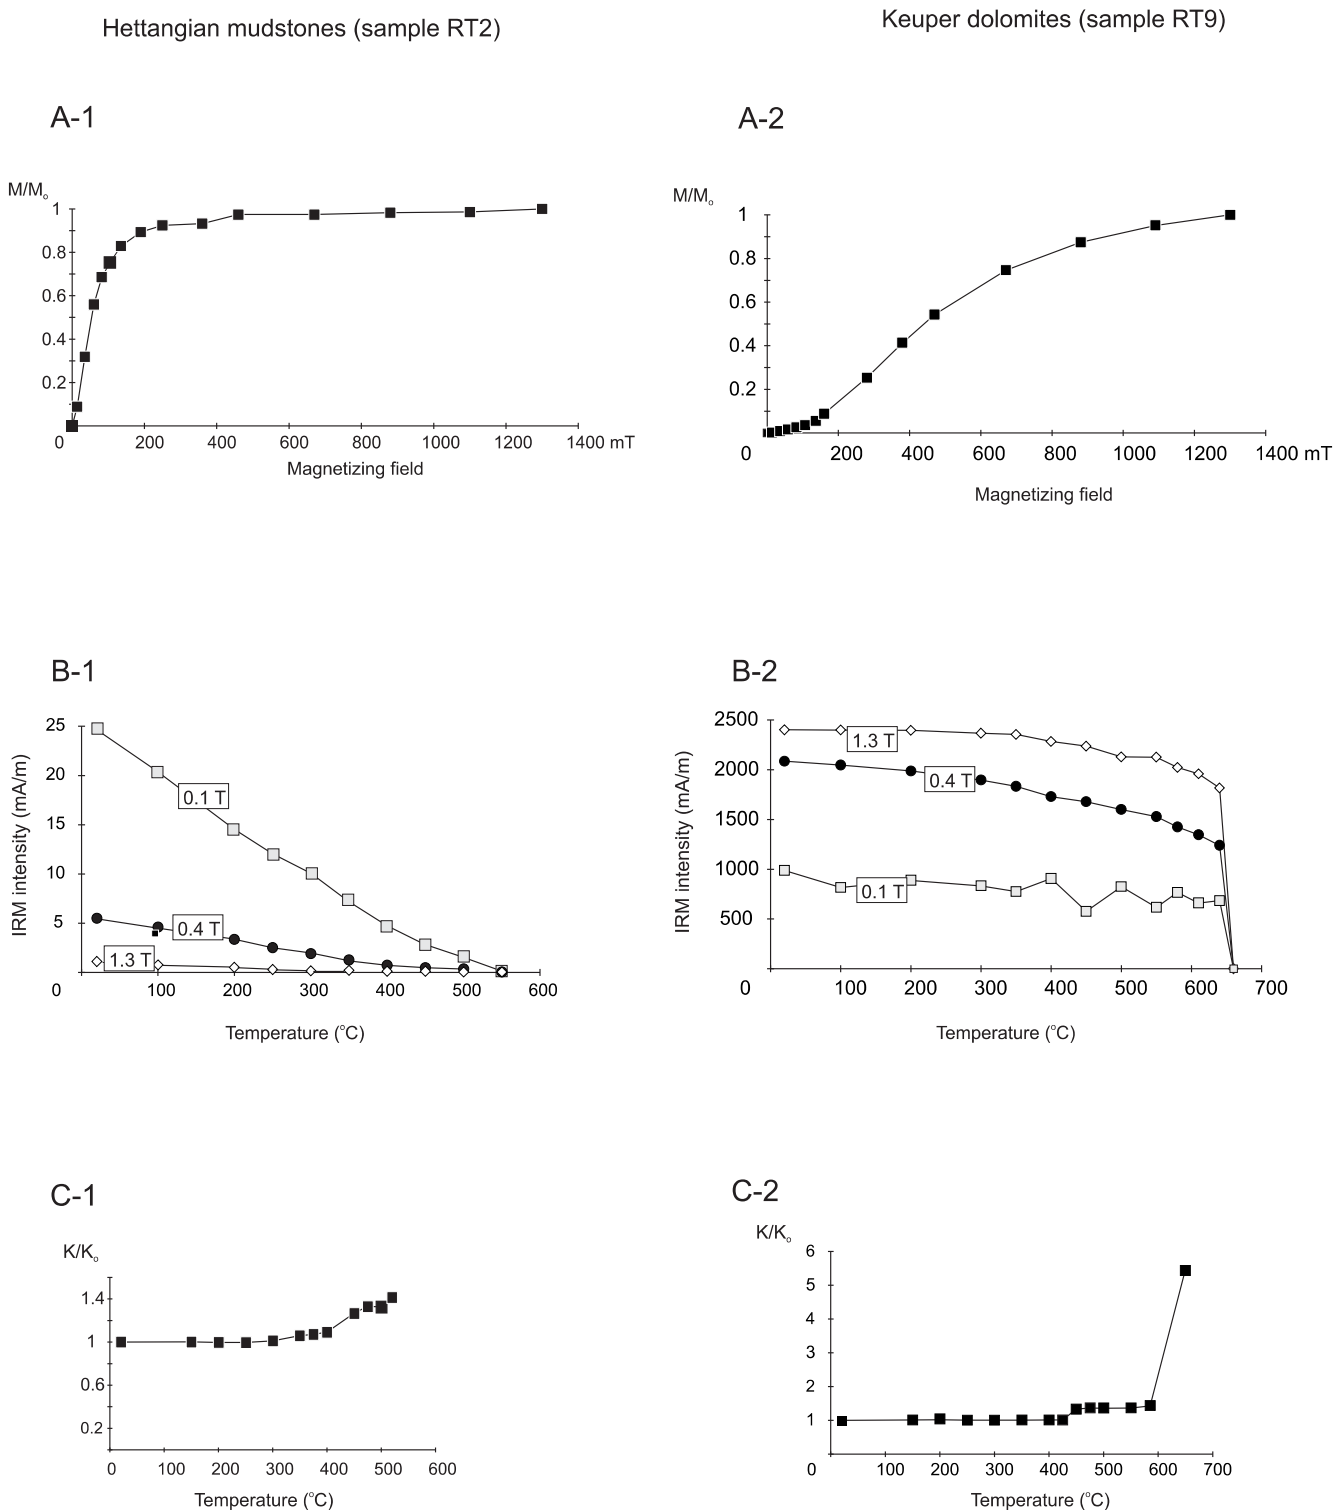 Hettangian mudstones (sample RT2)
Keuper dolomites (sample RT9)
A-1
M/Mo
1
0.8
0.6
0.4
0.2
0 200 400 600 800 1000 1200 1400 mT
Magnetizing field
A-2
M/Mo
1
0.8
0.6
0.4
0.2
0 200 400 600 800 1000 1200 1400 mT
Magnetizing field
B-1
IRM intensity (mA/m)
25
20
15
10
5
0.1 T
0.4 T
1.3 T
0 100 200 300 400 500 600
Temperature (°C)
B-2
IRM intensity (mA/m)
2500
2000
1500
1000
500
1.3 T
0.4 T
0.1 T
0 100 200 300 400 500 600 700
Temperature (°C)
C-1
K/Ko
1.4
1
0.6
0.2
0 100 200 300 400 500 600
Temperature (°C)
C-2
K/Ko
6
5
4
3
2
1
0 100 200 300 400 500 600 700
Temperature (°C)